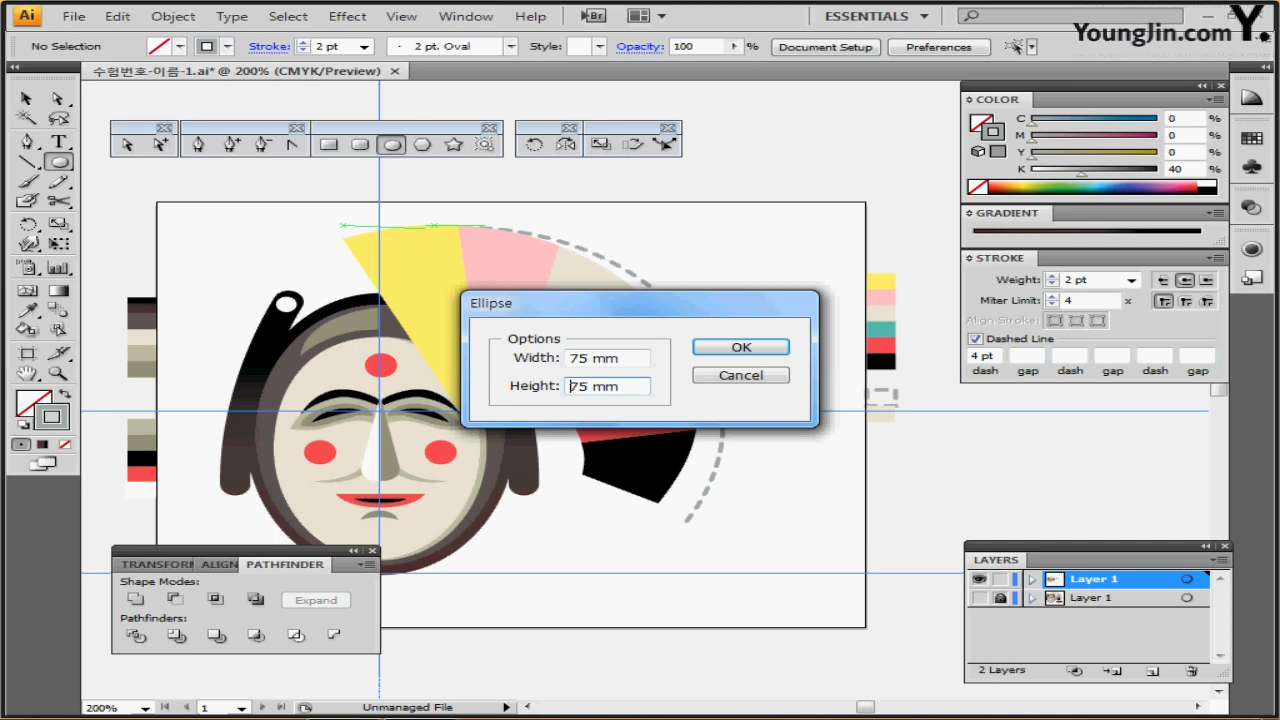 Ai File Edit Object Type Select Effect View Window Help Br ESSENTIALS
YoungJin.com Y.
No Selection Stroke: 2 pt 2 pt. Oval Style: Opacity: 100 % Document Setup Preferences
수험번호-이름-1.ai* @ 200% (CMYK/Preview)
COLOR
C 0 %
M 0 %
Y 0 %
K 40 %
GRADIENT
STROKE
Weight: 2 pt
Miter Limit: 4 x
Align Stroke:
Dashed Line
4 pt
dash gap dash gap dash gap
Ellipse
Options
Width: 75 mm
Height: 75 mm
OK
Cancel
TRANSFORM ALIGN PATHFINDER
Shape Modes:
Expand
Pathfinders:
LAYERS
Layer 1
Layer 1
2 Layers
200% 1 Unmanaged File